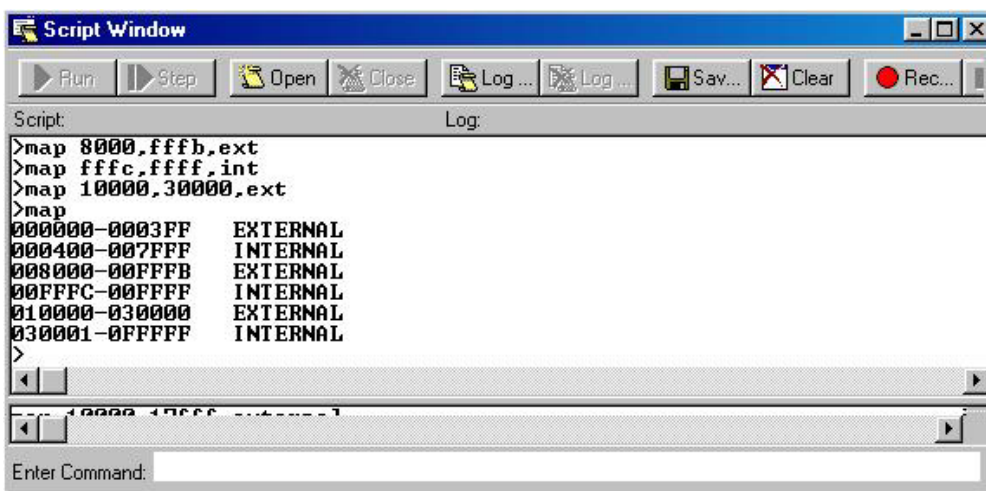 Script Window
Run Step Open Close Log ... Log ... Sav... Clear Rec...
Script: Log:
>map 8000,fffb,ext
>map fffc,ffff,int
>map 10000,30000,ext
>map
000000-0003FF EXTERNAL
000400-007FFF INTERNAL
008000-00FFFB EXTERNAL
00FFFC-00FFFF INTERNAL
010000-030000 EXTERNAL
030001-0FFFFF INTERNAL
>
Enter Command: